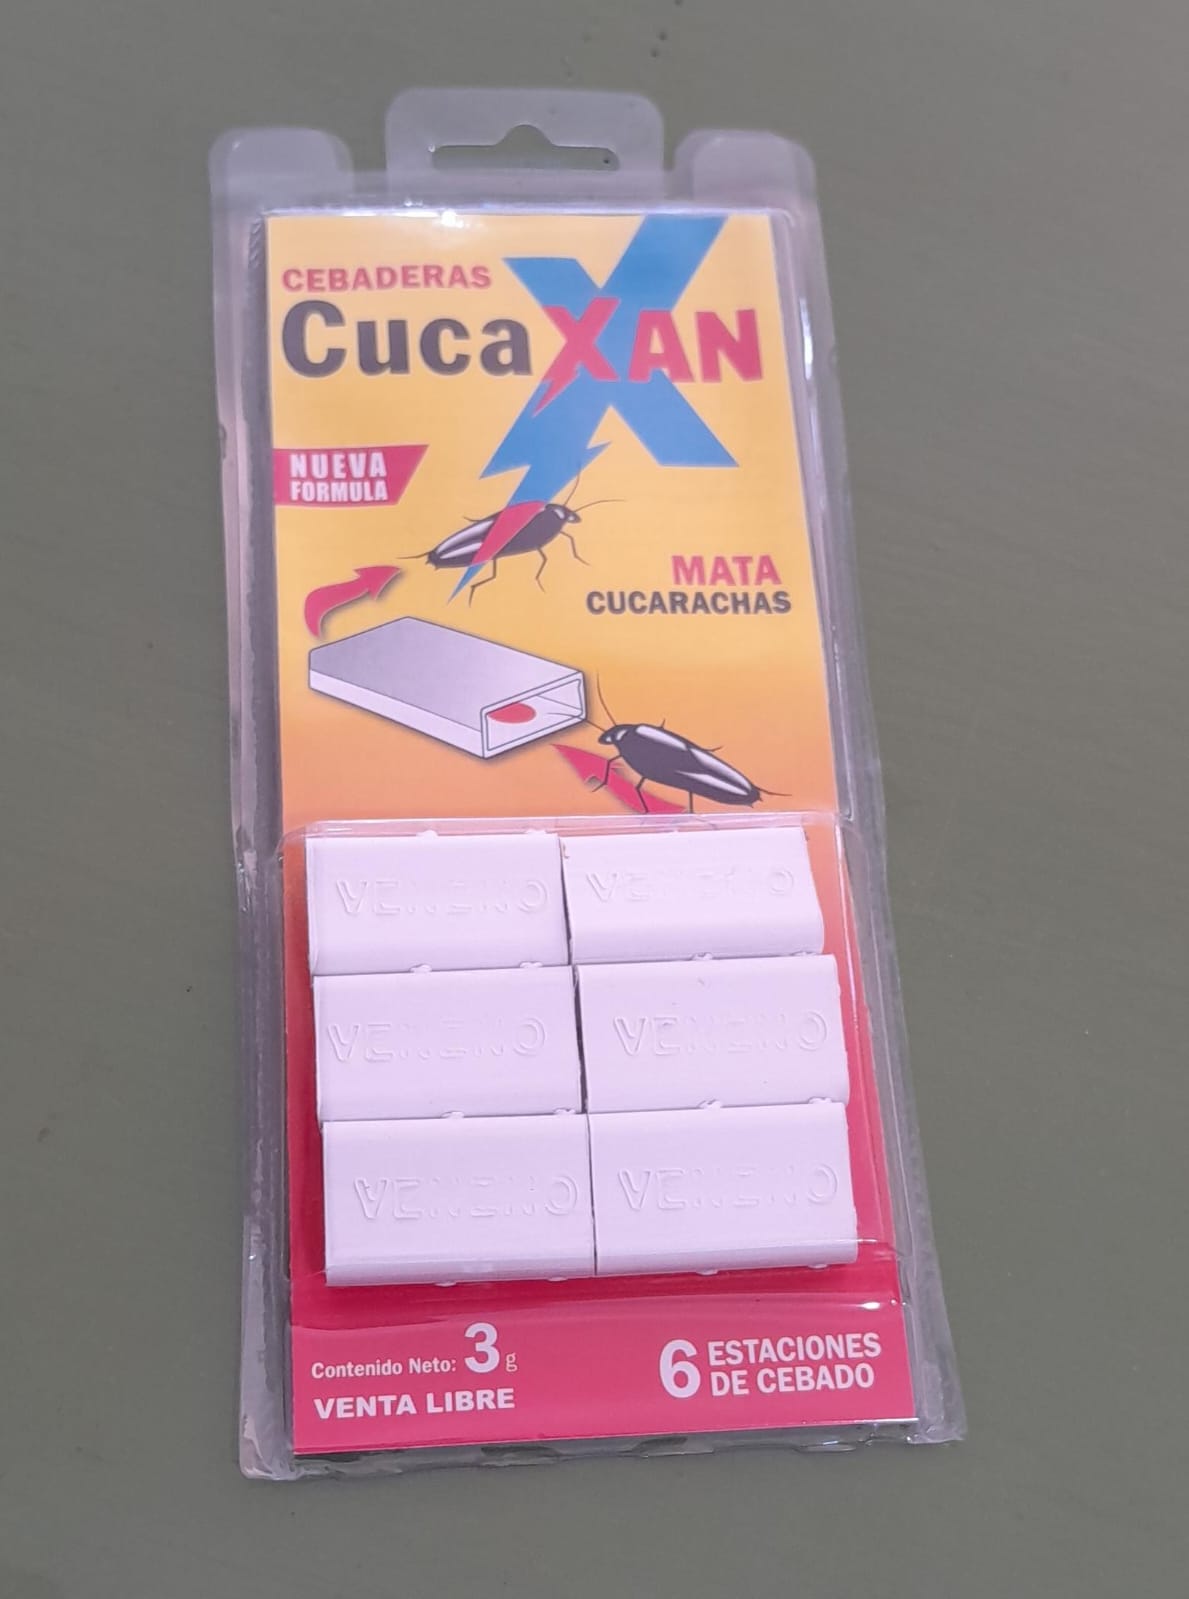 CEBADERAS
CucaXAN
NUEVA
FORMULA
MATA
CUCARACHAS
VENENO VENENO
VENENO VENENO
VENENO VENENO
Contenido Neto: 3 g
VENTA LIBRE
6 ESTACIONES
DE CEBADO